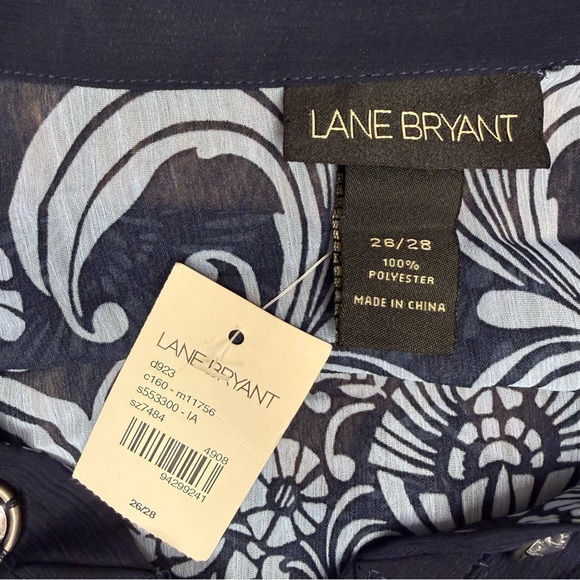 LANE BRYANT
26/28
100%
POLYESTER
MADE IN CHINA
LANE BRYANT
d923
c160 - m11756
s553300 - IA
sz7484
4908
94299241
26/28